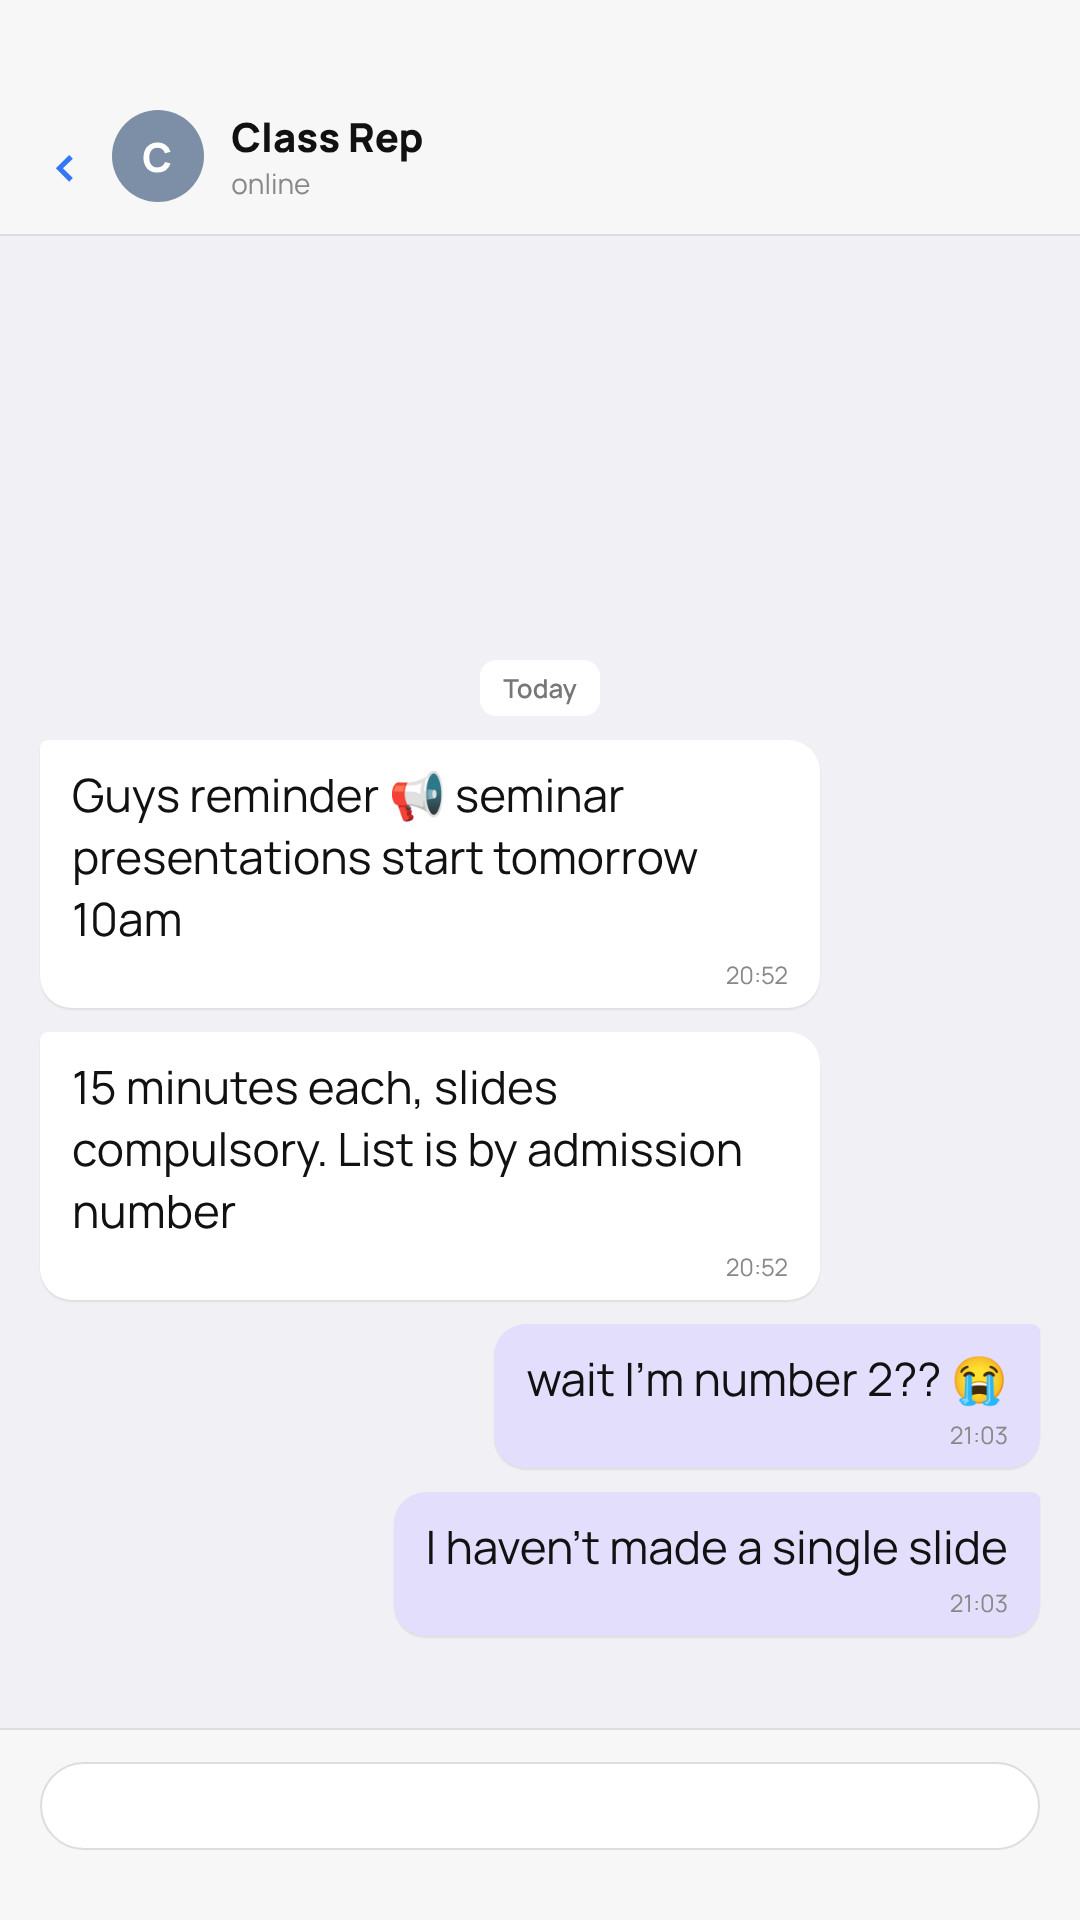 C
Class Rep
online
Today
Guys reminder 📢 seminar
presentations start tomorrow
10am
20:52
15 minutes each, slides
compulsory. List is by admission
number
20:52
wait I’m number 2?? 😭
21:03
I haven’t made a single slide
21:03